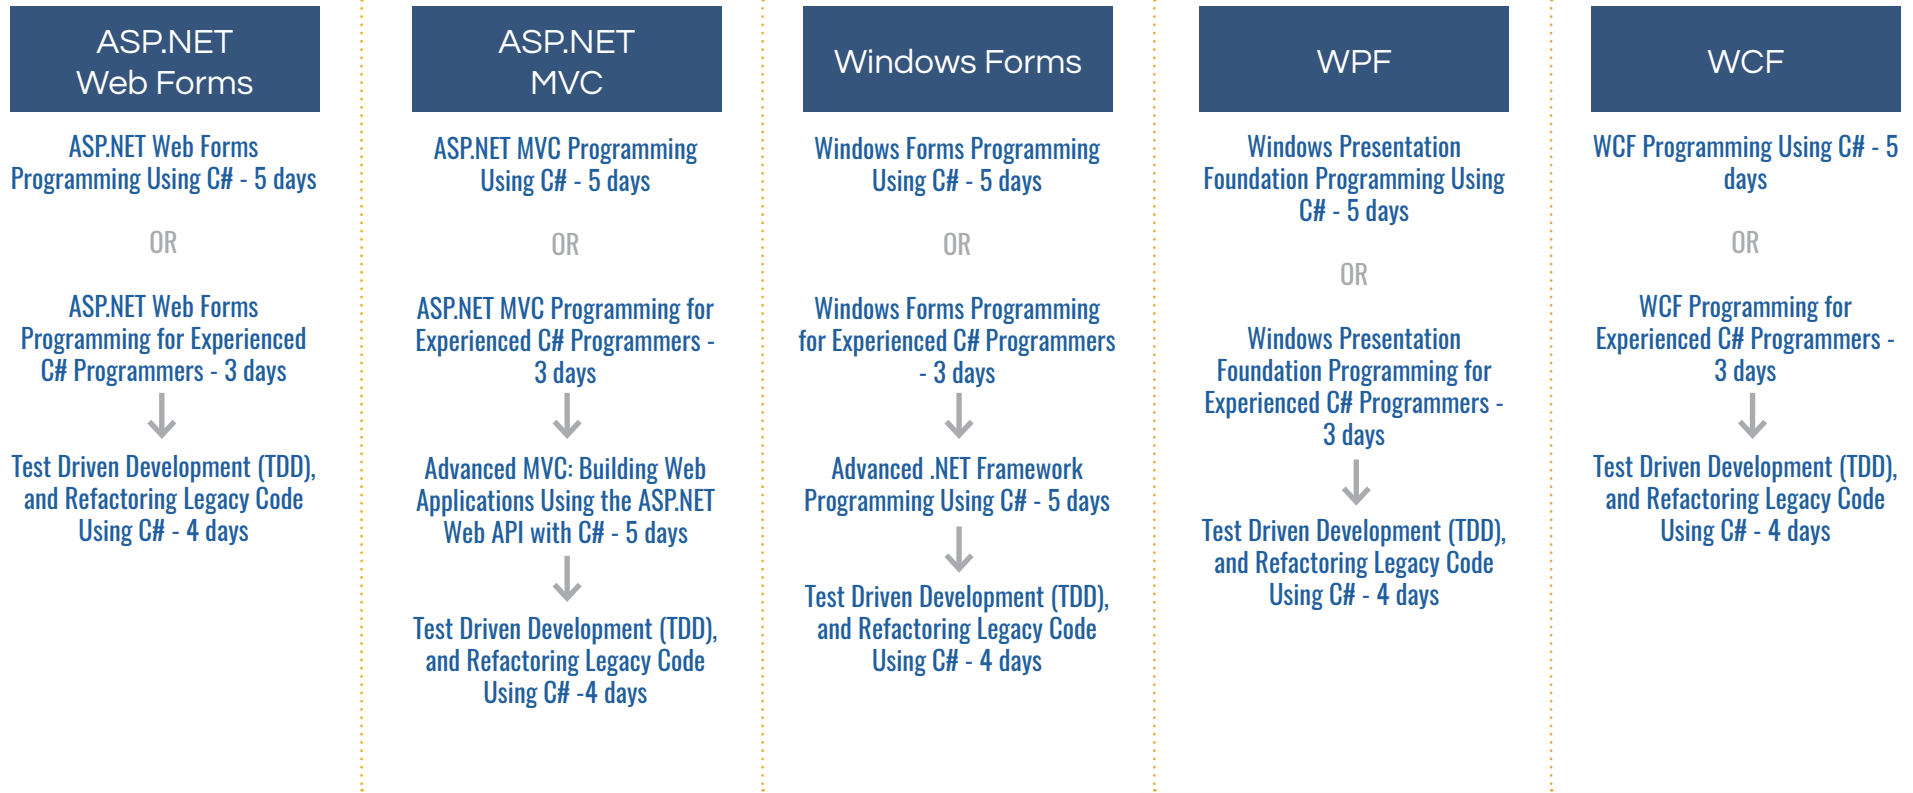 ASP.NET
Web Forms
ASP.NET Web Forms
Programming Using C# - 5 days
OR
ASP.NET Web Forms
Programming for Experienced
C# Programmers - 3 days
Test Driven Development (TDD),
and Refactoring Legacy Code
Using C# - 4 days
ASP.NET
MVC
ASP.NET MVC Programming
Using C# - 5 days
OR
ASP.NET MVC Programming for
Experienced C# Programmers -
3 days
Advanced MVC: Building Web
Applications Using the ASP.NET
Web API with C# - 5 days
Test Driven Development (TDD),
and Refactoring Legacy Code
Using C# -4 days
Windows Forms
Windows Forms Programming
Using C# - 5 days
OR
Windows Forms Programming
for Experienced C# Programmers
- 3 days
Advanced .NET Framework
Programming Using C# - 5 days
Test Driven Development (TDD),
and Refactoring Legacy Code
Using C# - 4 days
WPF
Windows Presentation
Foundation Programming Using
C# - 5 days
OR
Windows Presentation
Foundation Programming for
Experienced C# Programmers -
3 days
Test Driven Development (TDD),
and Refactoring Legacy Code
Using C# - 4 days
WCF
WCF Programming Using C# - 5
days
OR
WCF Programming for
Experienced C# Programmers -
3 days
Test Driven Development (TDD),
and Refactoring Legacy Code
Using C# - 4 days